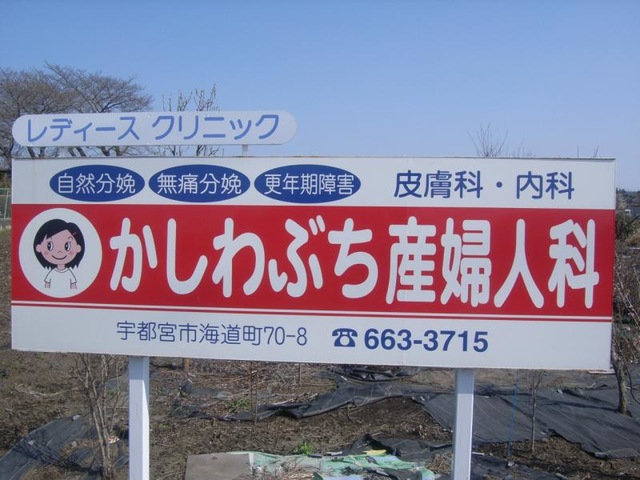 レディース クリニック
自然分娩 無痛分娩 更年期障害 皮膚科・内科
かしわぶち産婦人科
宇都宮市海道町70-8 ☎663-3715